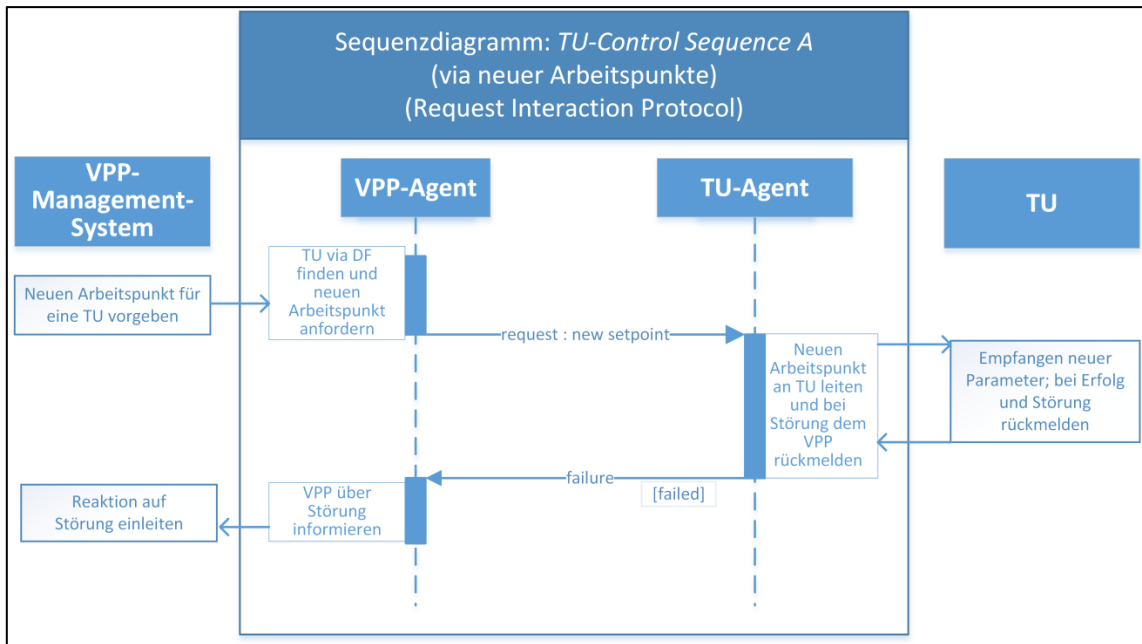 Sequenzdiagramm: TU-Control Sequence A
(via neuer Arbeitspunkte)
(Request Interaction Protocol)
VPP-
Management-
System
VPP-Agent
TU-Agent
TU
TU via DF
finden und
neuen
Arbeitspunkt
anfordern
Neuen Arbeitspunkt für
eine TU vorgeben
request : new setpoint
Neuen
Arbeitspunkt
an TU leiten
und bei
Störung dem
VPP
rückmelden
Empfangen neuer
Parameter; bei Erfolg
und Störung
rückmelden
failure
[failed]
VPP über
Störung
informieren
Reaktion auf
Störung einleiten